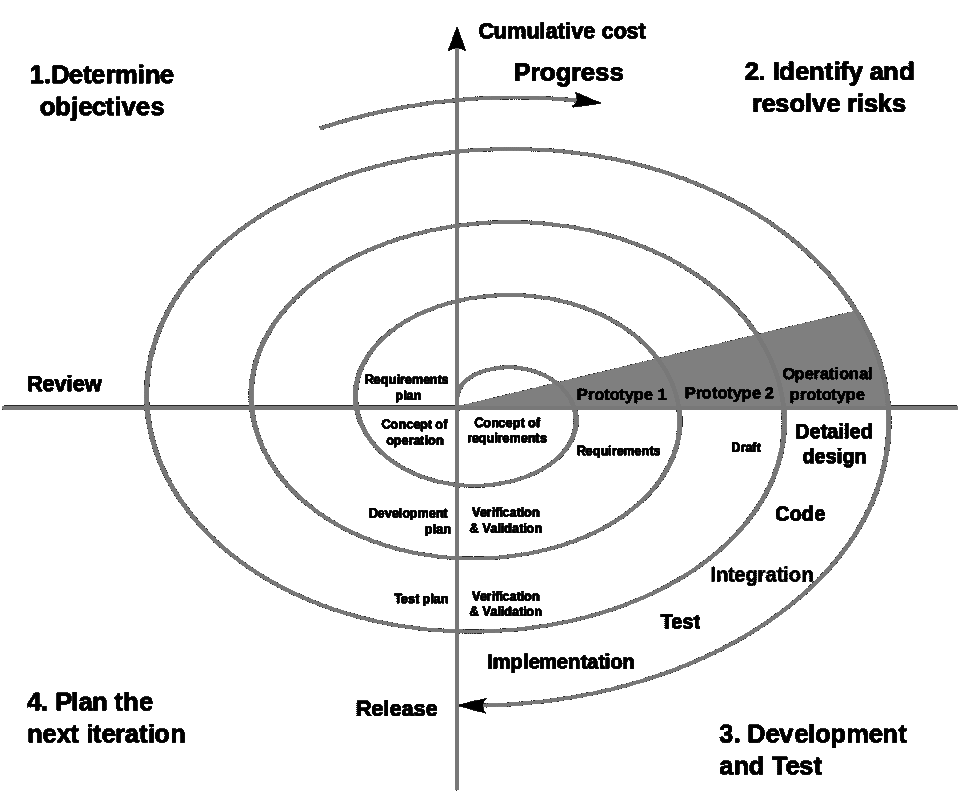 Cumulative cost
Progress
1.Determine
objectives
2. Identify and
resolve risks
Review
Requirements
plan
Prototype 1
Prototype 2
Operational
prototype
Concept of
operation
Concept of
requirements
Requirements
Draft
Detailed
design
Development
plan
Verification
& Validation
Code
Integration
Test plan
Verification
& Validation
Test
Implementation
Release
4. Plan the
next iteration
3. Development
and Test